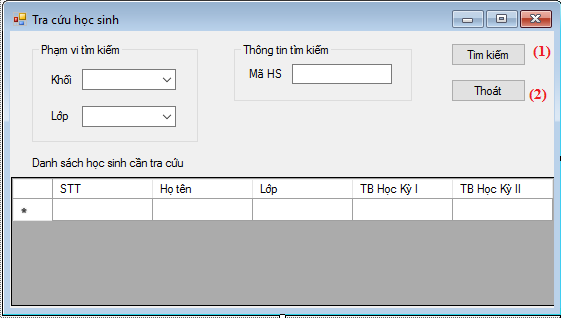 Tra cứu học sinh
Phạm vi tìm kiếm
Thông tin tìm kiếm
Tìm kiếm
(1)
Khối
Mã HS
Thoát
(2)
Lớp
Danh sách học sinh cần tra cứu
STT Họ tên Lớp TB Học Kỳ I TB Học Kỳ II
*